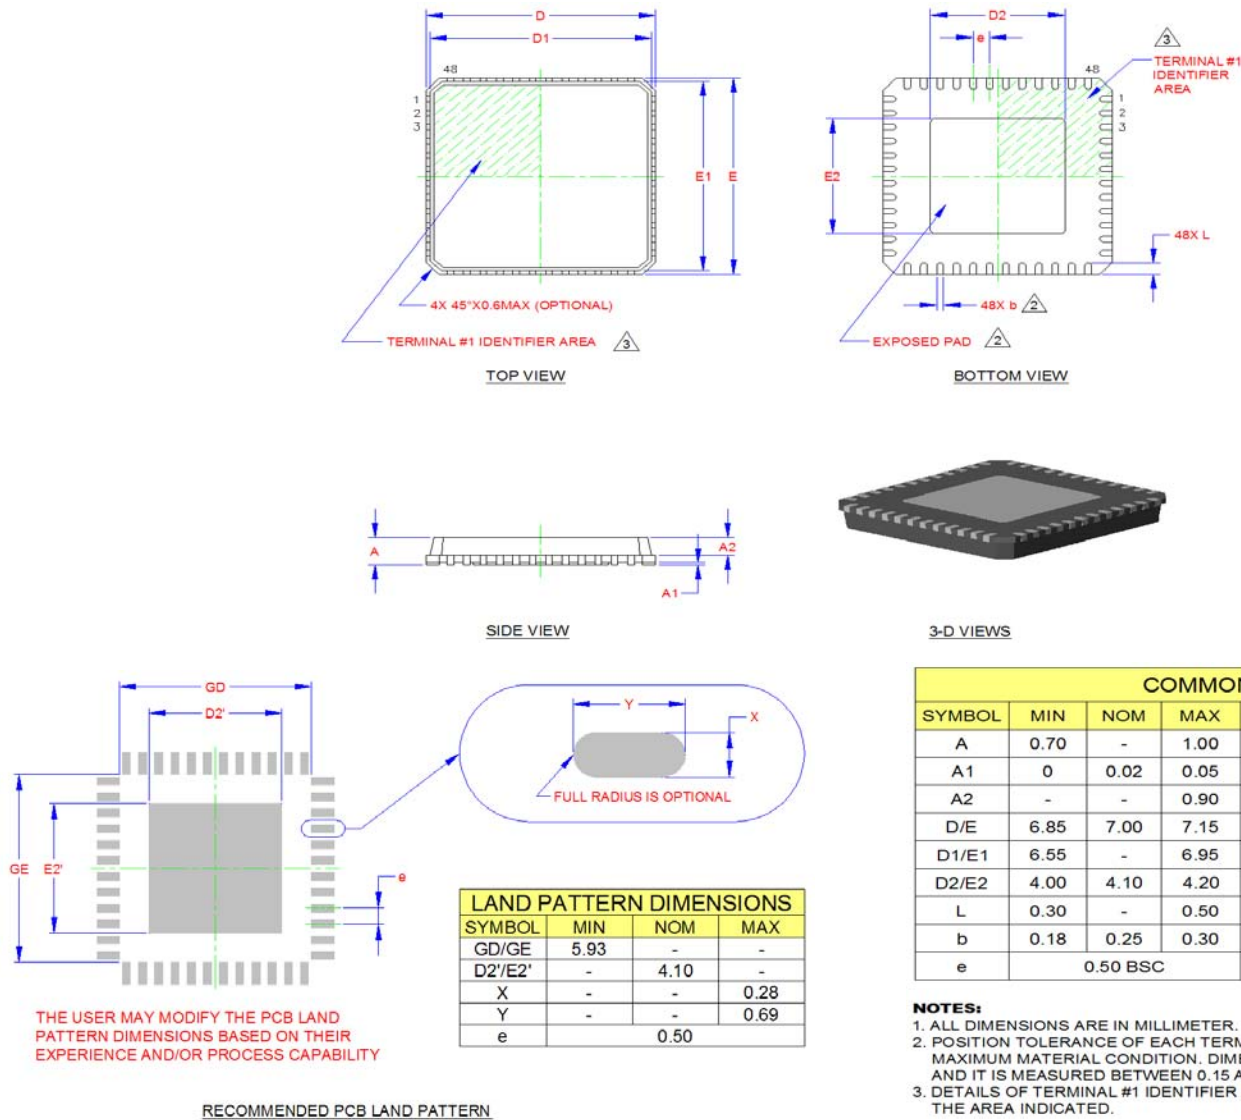 D
D1
48
1
2
3
E1
E
4X 45°X0.6MAX (OPTIONAL)
TERMINAL #1 IDENTIFIER AREA
3
TOP VIEW
D2
e
3
TERMINAL #1
IDENTIFIER
AREA
48
1
2
3
E2
48X L
48X b
2
EXPOSED PAD
2
BOTTOM VIEW
A
A2
A1
SIDE VIEW
3-D VIEWS
GD
D2'
GE
E2'
e
Y
X
FULL RADIUS IS OPTIONAL
THE USER MAY MODIFY THE PCB LAND
PATTERN DIMENSIONS BASED ON THEIR
EXPERIENCE AND/OR PROCESS CAPABILITY
RECOMMENDED PCB LAND PATTERN
LAND PATTERN DIMENSIONS
SYMBOL MIN NOM MAX
GD/GE 5.93 - -
D2'/E2' - 4.10 -
X - - 0.28
Y - - 0.69
e 0.50
SYMBOL MIN NOM MAX
A 0.70 - 1.00
A1 0 0.02 0.05
A2 - - 0.90
D/E 6.85 7.00 7.15
D1/E1 6.55 - 6.95
D2/E2 4.00 4.10 4.20
L 0.30 - 0.50
b 0.18 0.25 0.30
e 0.50 BSC
NOTES:
1. ALL DIMENSIONS ARE IN MILLIMETER.
2. POSITION TOLERANCE OF EACH
MAXIMUM MATERIAL CONDITION.
AND IT IS MEASURED BETWEEN 0.15
3. DETAILS OF TERMINAL #1 IDENTIFIER
THE AREA INDICATED.